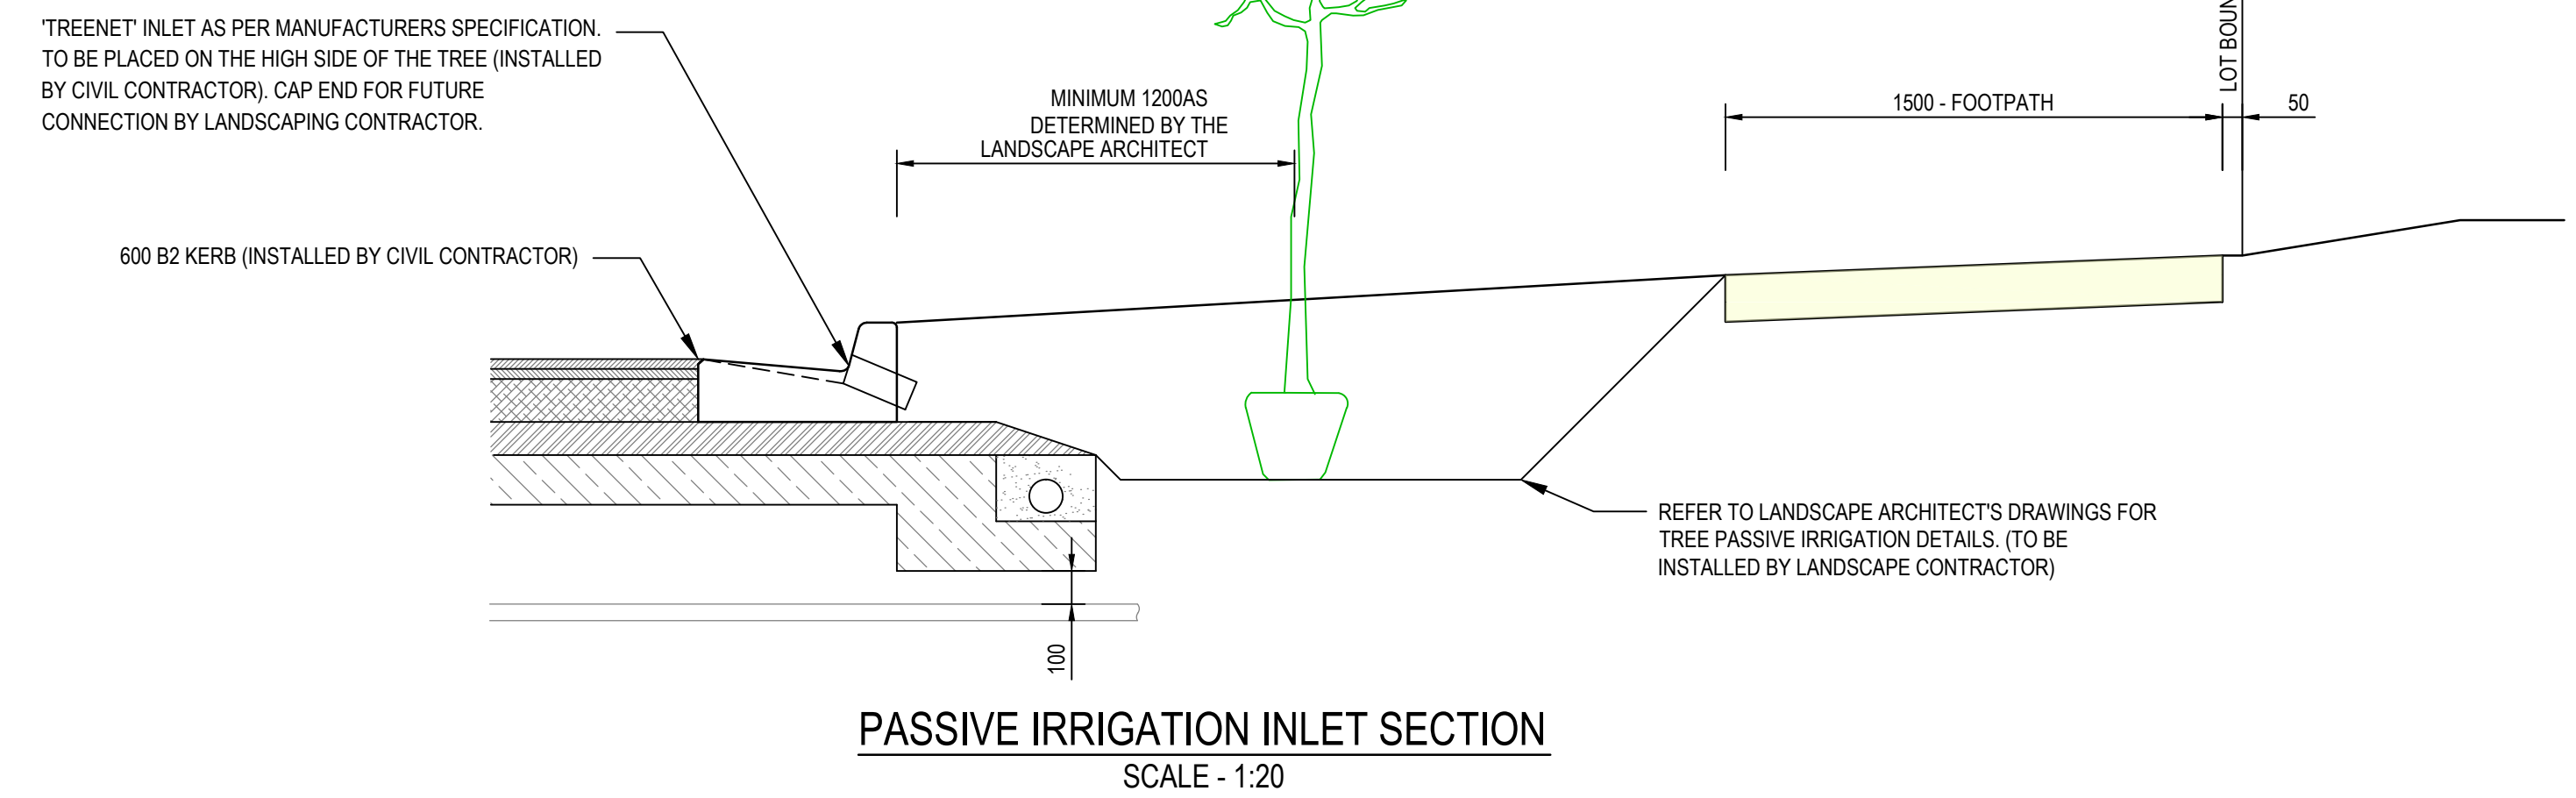 'TREENET' INLET AS PER MANUFACTURERS SPECIFICATION.
TO BE PLACED ON THE HIGH SIDE OF THE TREE (INSTALLED
BY CIVIL CONTRACTOR). CAP END FOR FUTURE
CONNECTION BY LANDSCAPING CONTRACTOR.
MINIMUM 1200AS
DETERMINED BY THE
LANDSCAPE ARCHITECT
1500 - FOOTPATH
LOT BOUN
50
600 B2 KERB (INSTALLED BY CIVIL CONTRACTOR)
REFER TO LANDSCAPE ARCHITECT'S DRAWINGS FOR
TREE PASSIVE IRRIGATION DETAILS. (TO BE
INSTALLED BY LANDSCAPE CONTRACTOR)
100
PASSIVE IRRIGATION INLET SECTION
SCALE - 1:20